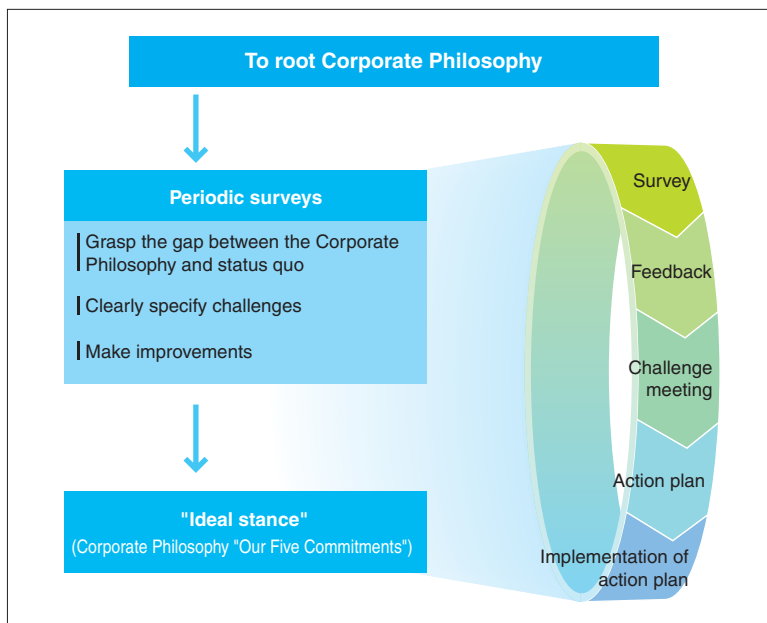 To root Corporate Philosophy
Periodic surveys
Grasp the gap between the Corporate
Philosophy and status quo
Clearly specify challenges
Make improvements
"Ideal stance"
(Corporate Philosophy "Our Five Commitments")
Survey
Feedback
Challenge
meeting
Action plan
Implementation of
action plan